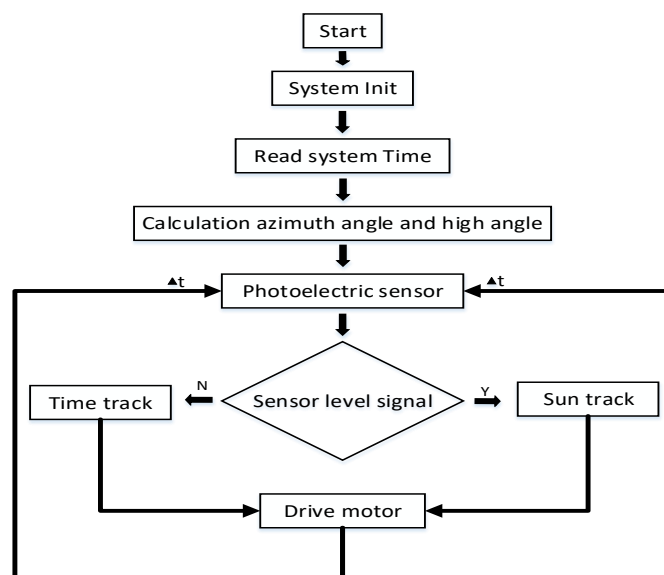 Start
System Init
Read system Time
Calculation azimuth angle and high angle
▲t
▲t
Photoelectric sensor
N
Y
Time track
Sensor level signal
Sun track
Drive motor